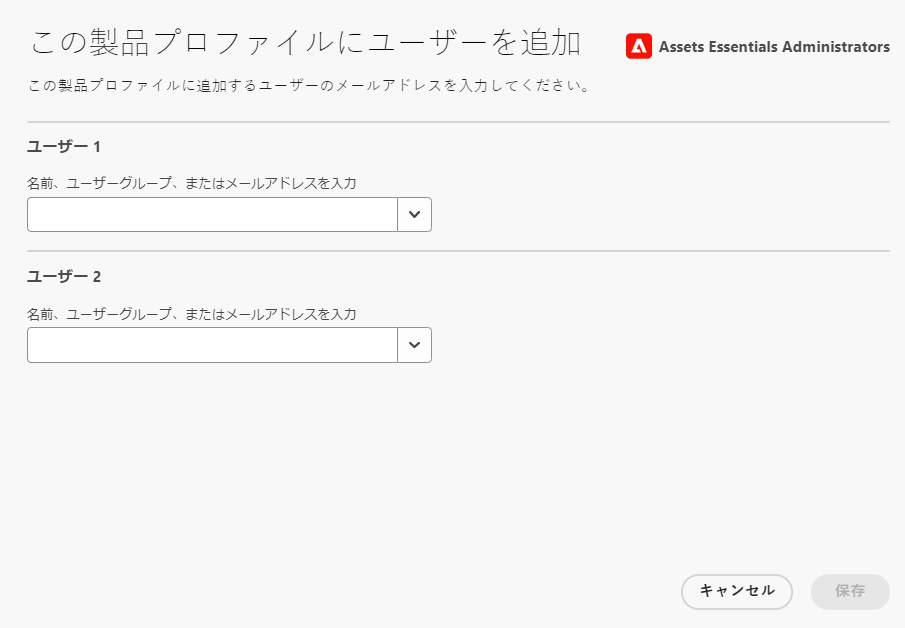 この製品プロファイルにユーザーを追加
Assets Essentials Administrators
この製品プロファイルに追加するユーザーのメールアドレスを入力してください。
ユーザー 1
名前、ユーザーグループ、またはメールアドレスを入力
ユーザー 2
名前、ユーザーグループ、またはメールアドレスを入力
キャンセル
保存